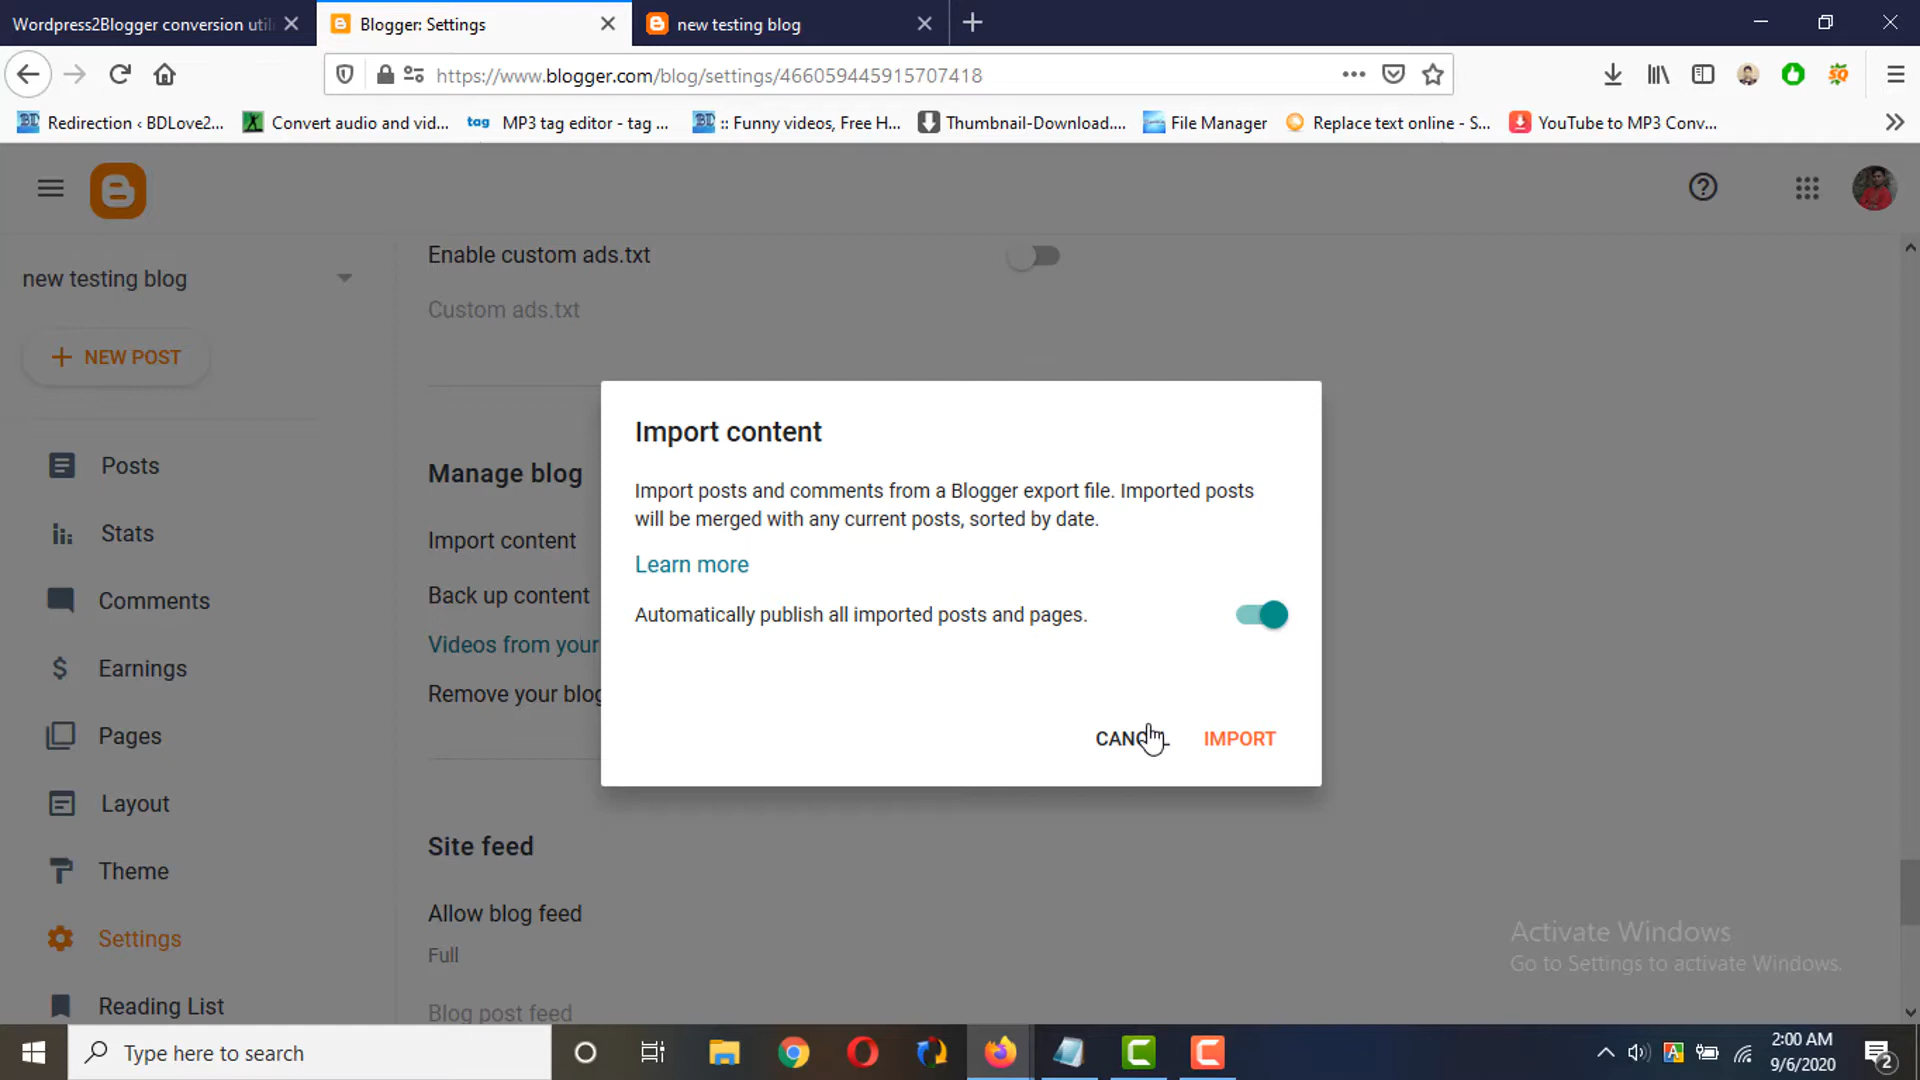 Wordpress2Blogger conversion util
Blogger: Settings
new testing blog
https://www.blogger.com/blog/settings/466059445915707418
Redirection ‹ BDLove2...
Convert audio and vid...
tag MP3 tag editor - tag ...
:: Funny videos, Free H...
Thumbnail-Download....
File Manager
Replace text online - S...
YouTube to MP3 Conv...
new testing blog
NEW POST
Posts
Stats
Comments
Earnings
Pages
Layout
Theme
Settings
Reading List
Enable custom ads.txt
Custom ads.txt
Manage blog
Import content
Back up content
Videos from your
Remove your blog
Site feed
Allow blog feed
Full
Blog post feed
Import content
Import posts and comments from a Blogger export file. Imported posts
will be merged with any current posts, sorted by date.
Learn more
Automatically publish all imported posts and pages.
CANCEL
IMPORT
Activate Windows
Go to Settings to activate Windows.
Type here to search
2:00 AM
9/6/2020
2